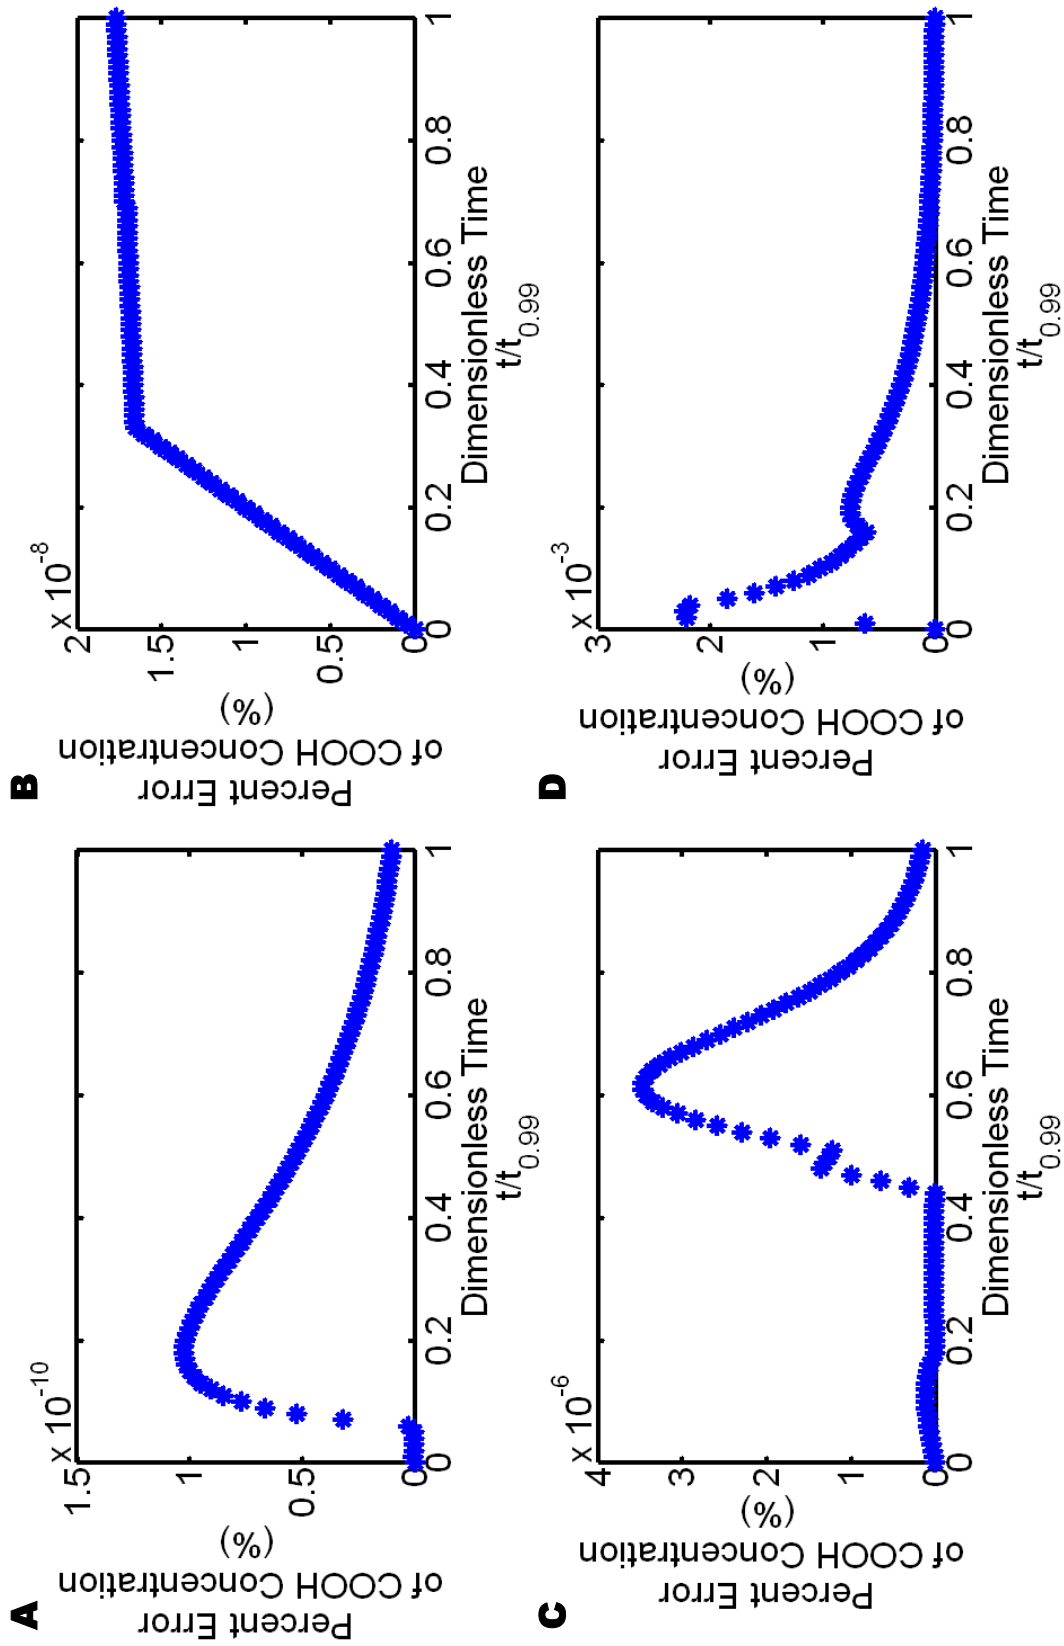 A
x 10-10
Percent Error
of COOH Concentration
(%)
1.5
1
0.5
0
0 0.2 0.4 0.6 0.8 1
Dimensionless Time
t/t0.99
B
x 10-8
Percent Error
of COOH Concentration
(%)
2
1.5
1
0.5
0
0 0.2 0.4 0.6 0.8 1
Dimensionless Time
t/t0.99
C
x 10-6
Percent Error
of COOH Concentration
(%)
4
3
2
1
0
0 0.2 0.4 0.6 0.8 1
Dimensionless Time
t/t0.99
D
x 10-3
Percent Error
of COOH Concentration
(%)
3
2
1
0
0 0.2 0.4 0.6 0.8 1
Dimensionless Time
t/t0.99